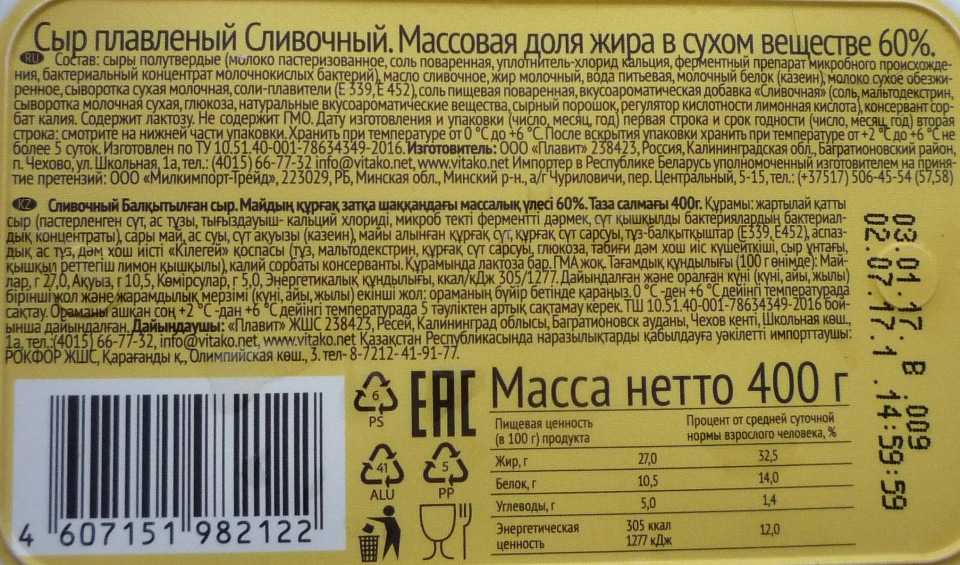 Сыр плавленый Сливочный. Массовая доля жира в сухом веществе 60%.
RU Состав: сыры полутвердые (молоко пастеризованное, соль поваренная, уплотнитель-хлорид кальция, ферментный препарат микробного происхожде-
ния, бактериальный концентрат молочнокислых бактерий), масло сливочное, жир молочный, вода питьевая, молочный белок (казеин), молоко сухое обезжи-
ренное, сыворотка сухая молочная, соли-плавители (Е 339,Е 452), соль пищевая поваренная, вкусоароматическая добавка «Сливочная» (соль, мальтодекстрин,
сыворотка молочная сухая, глюкоза, натуральные вкусоароматические вещества, сырный порошок, регулятор кислотности лимонная кислота), консервант сор-
бат калия. Содержит лактозу. Не содержит ГМО. Дату изготовления и упаковки (число, месяц, год) первая строка и срок годности (число, месяц, год) вторая
строка: смотрите на нижней части упаковки. Хранить при температуре от 0 °С до +6 °С. После вскрытия упаковки хранить при температуре от +2 °С до +6 °С не
более 5 суток. Изготовлен по ТУ 10.51.40-001-78634349-2016. Изготовитель: ООО «Плавит» 238423, Россия, Калининградская обл., Багратионовский район,
п. Чехово, ул. Школьная, 1а, тел.: (4015) 66-77-32 info@vitako.net, www.vitako.net Импортер в Республике Беларусь уполномоченный изготовителем на приня-
тие претензий: ООО «Милкимпорт-Трейд», 223029, РБ, Минская обл., Минский р-н., а/г Чуриловичи, пер. Центральный, 5-15, тел.: (+37517) 506-45-54 (57,58)
KZ Сливочный Балқытылған сыр. Майдың құрғақ затқа шаққандағы массалық үлесі 60%. Таза салмағы 400г. Құрамы: жартылай қатты
сыр (пастерленген сүт, ас тұзы, тығыздауыш- кальций хлориді, микроб текті ферментті дәрмек, сүт қышқылды бактериялардың бактериал-
дық концентраты), сары май, ас суы, сүт ақуызы (казеин), майы алынған құрғақ сүт, құрғақ сүт сарсуы, тұз-балқытқыштар (Е339,Е452), аспаз-
дық ас тұз, дәм хош иісті «Кілегей» қоспасы (тұз, мальтодекстрин, құрғақ сүт сарсуы, глюкоза, табиғи дәм хош иіс күшейткіші, сыр ұнтағы,
қышқыл реттегіш лимон қышқылы), калий сорбаты консерванты. Құрамында лактоза бар. ГМА жоқ. Тағамдық құндылығы (100 г өнімде): Май-
лар, г 27,0, Ақуыз, г 10,5, Көмірсулар, г 5,0, Энергетикалық құндылығы, ккал/кДж 305/1277. Дайындалған және оралған күні (күні, айы, жылы)
бірінші жол және жарамдылық мерзімі (күні, айы, жылы) екінші жол: ораманың бүйір бетінде қараңыз. 0 °С -ден +6 °С дейінгі температурада
сақтау. Ораманы ашқан соң +2 °С -дан +6 °С дейінгі температурада 5 тәуліктен артық сақтамау керек. ТШ 10.51.40-001-78634349-2016 бой-
ынша дайындалған. Дайындаушы: «Плавит» ЖШС 238423, Ресей, Калининград облысы, Багратионовск ауданы, Чехов кенті, Школьная көш.,
1а, тел.:(4015) 66-77-32, info@vitako.net, www.vitako.net Қазақстан Республикасында наразылықтарды қабылдауға уәкілетті импорттаушы:
РОКФОР ЖШС, Қарағанды қ., Олимпийская көш., 3. тел- 8-7212- 41-91-77.
03.01.17. В .009
02.07.17.1 .14:59:59
6
PS
EAC
41
ALU
5
PP
Масса нетто 400 г
Пищевая ценность
(в 100 г) продукта
Процент от средней суточной
нормы взрослого человека, %
Жир, г 27,0 32,5
Белок, г 10,5 14,0
Углеводы, г 5,0 1,4
Энергетическая
ценность
305 ккал
1277 кДж
12,0
4 607151 982122